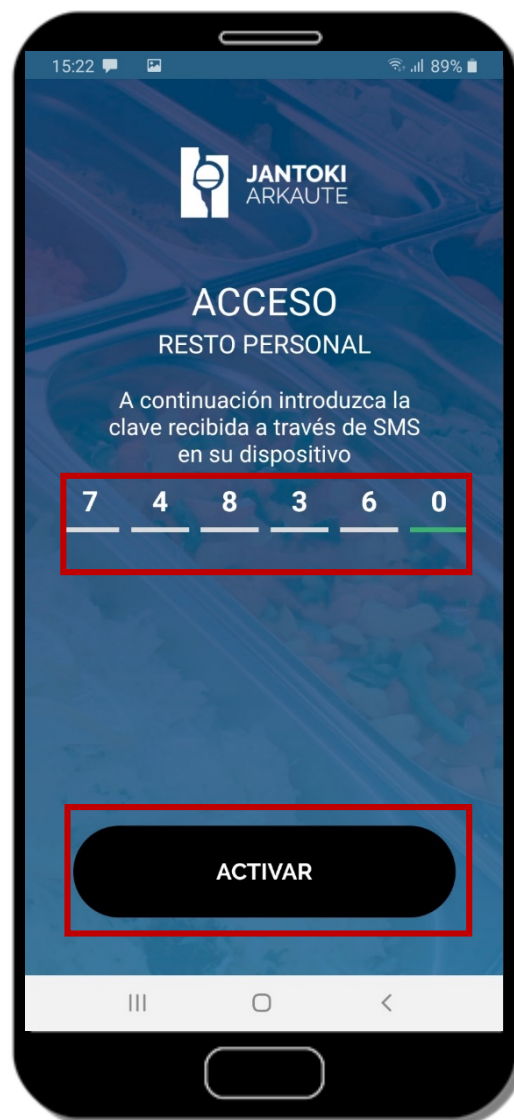 15:22
89%
JANTOKI
ARKAUTE
ACCESO
RESTO PERSONAL
A continuación introduzca la
clave recibida a través de SMS
en su dispositivo
7 4 8 3 6 0
ACTIVAR